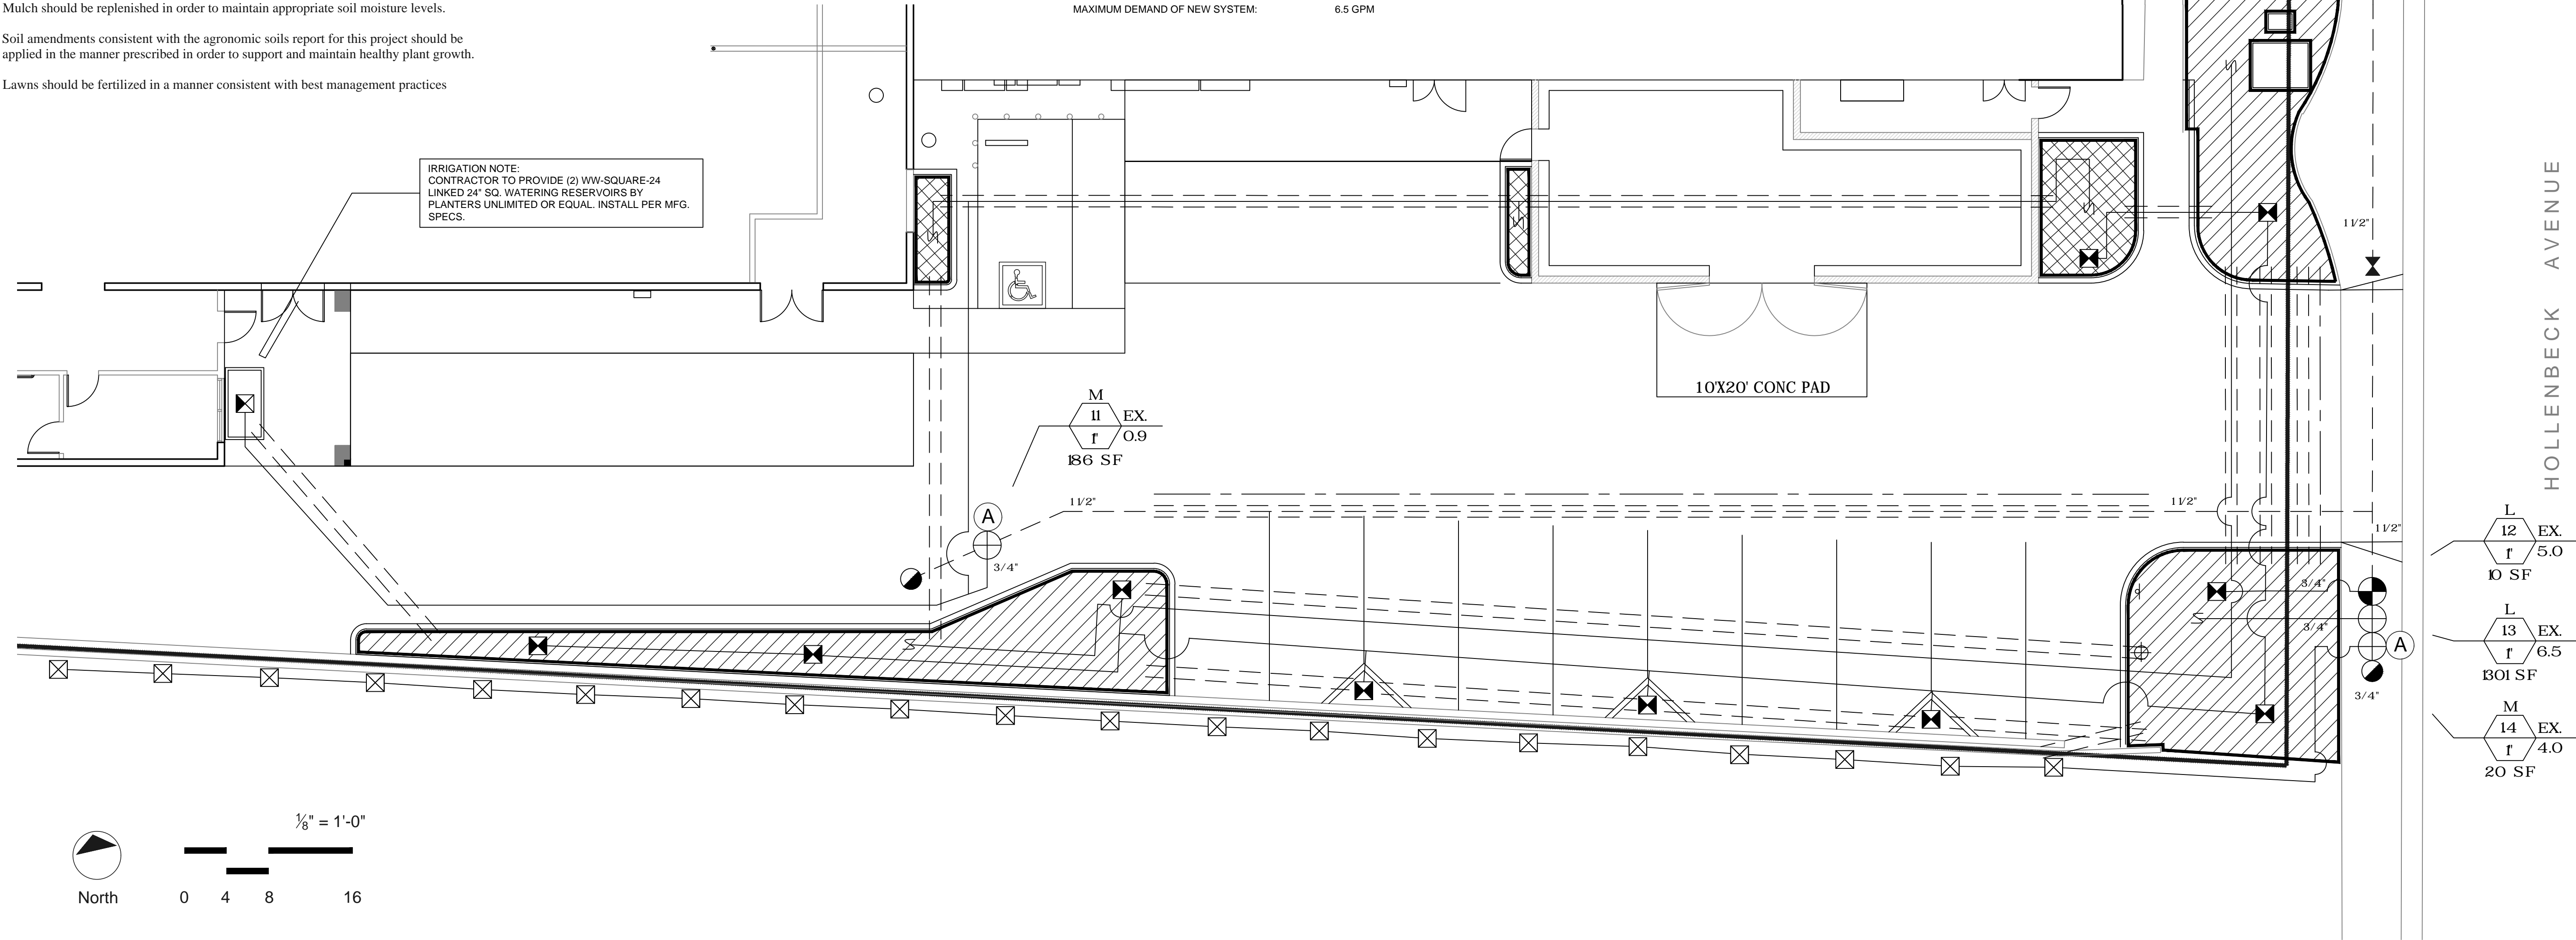 Mulch should be replenished in order to maintain appropriate soil moisture levels.
Soil amendments consistent with the agronomic soils report for this project should be
applied in the manner prescribed in order to support and maintain healthy plant growth.
Lawns should be fertilized in a manner consistent with best management practices
MAXIMUM DEMAND OF NEW SYSTEM: 6.5 GPM
IRRIGATION NOTE:
CONTRACTOR TO PROVIDE (2) WW-SQUARE-24
LINKED 24" SQ. WATERING RESERVOIRS BY
PLANTERS UNLIMITED OR EQUAL. INSTALL PER MFG.
SPECS.
HOLLENBECK AVENUE
1 1/2"
10'X20' CONC PAD
M
11 EX.
1" 0.9
186 SF
1 1/2"
1 1/2"
1 1/2"
A
3/4"
3/4"
3/4"
A
3/4"
L
12 EX.
1" 5.0
10 SF
L
13 EX.
1" 6.5
1301 SF
M
14 EX.
1" 4.0
20 SF
⅛" = 1'-0"
North
0 4 8 16